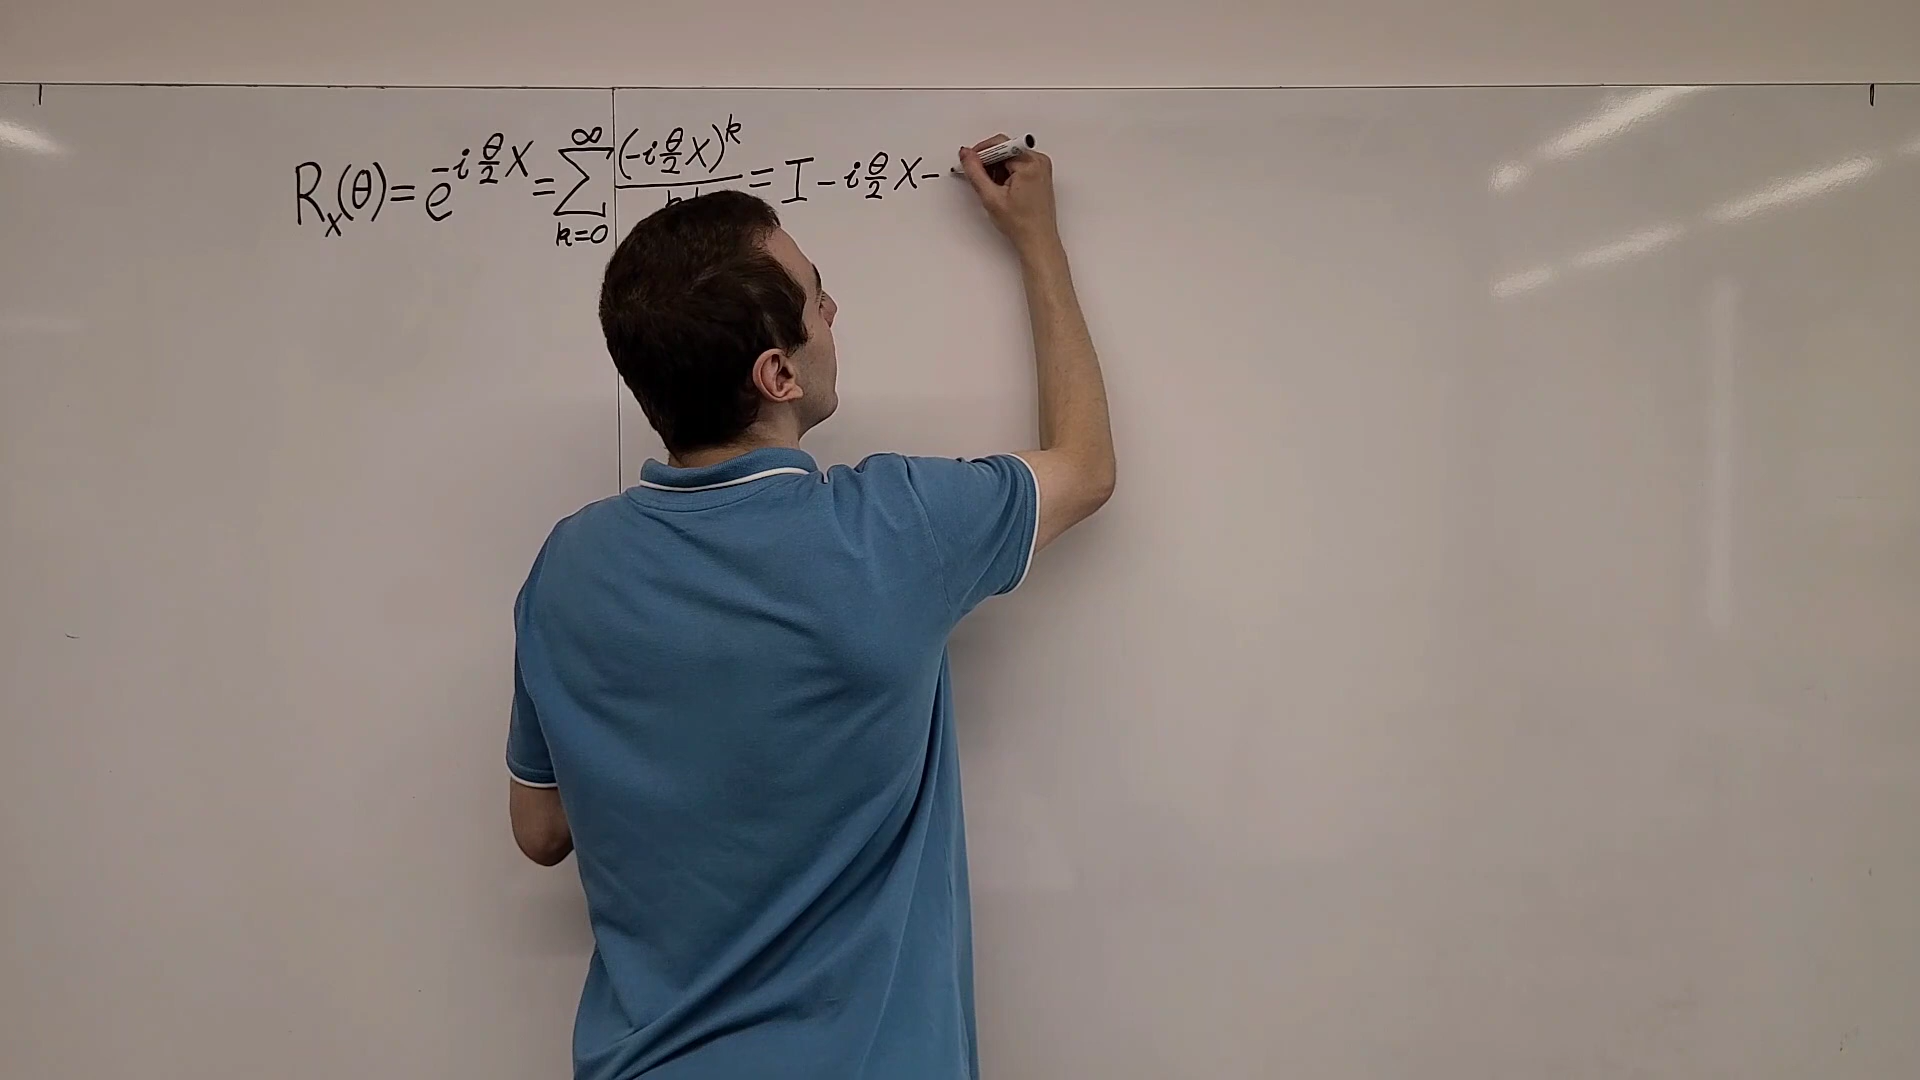 Rₓ(θ) = e^{-i θ/2 X} = ∑_{k=0}^{∞} (-i θ/2 X)^k / k! = I - i θ/2 X -